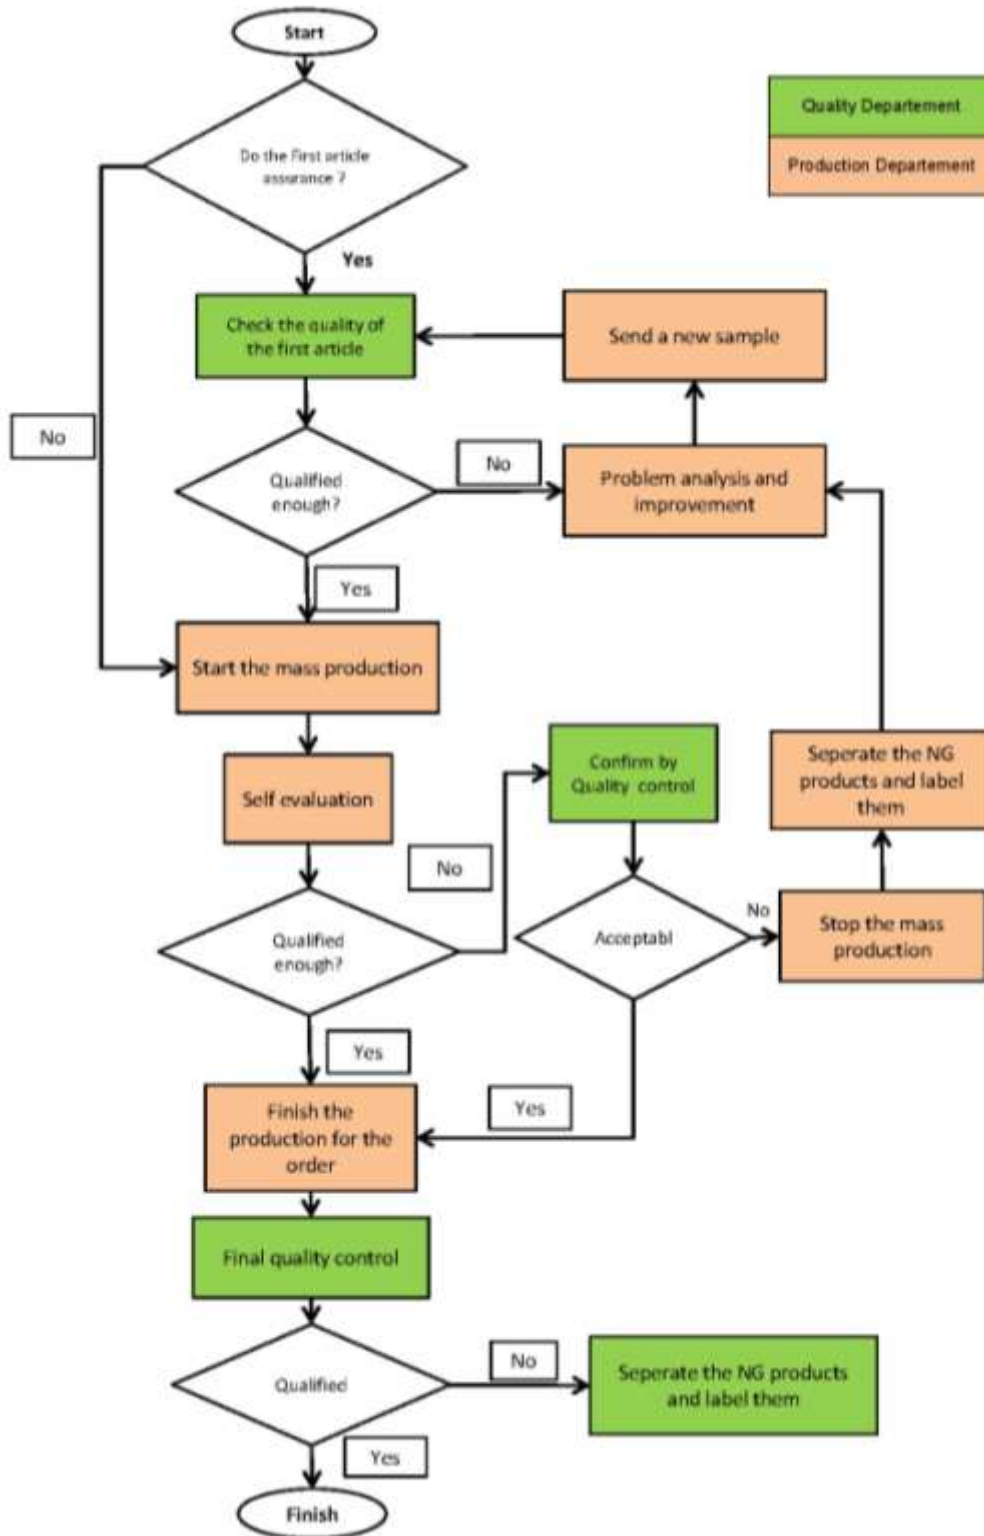 Start
Quality Departement
Production Departement
Do the First article
assurance ?
Yes
Check the quality of
the first article
Send a new sample
No
Qualified
enough?
No
Problem analysis and
improvement
Yes
Start the mass production
Self evaluation
Confirm by
Quality control
Seperate the NG
products and label
them
No
Qualified
enough?
Acceptabl
No
Stop the mass
production
Yes
Finish the
production for the
order
Yes
Final quality control
Qualified
No
Seperate the NG products
and label them
Yes
Finish